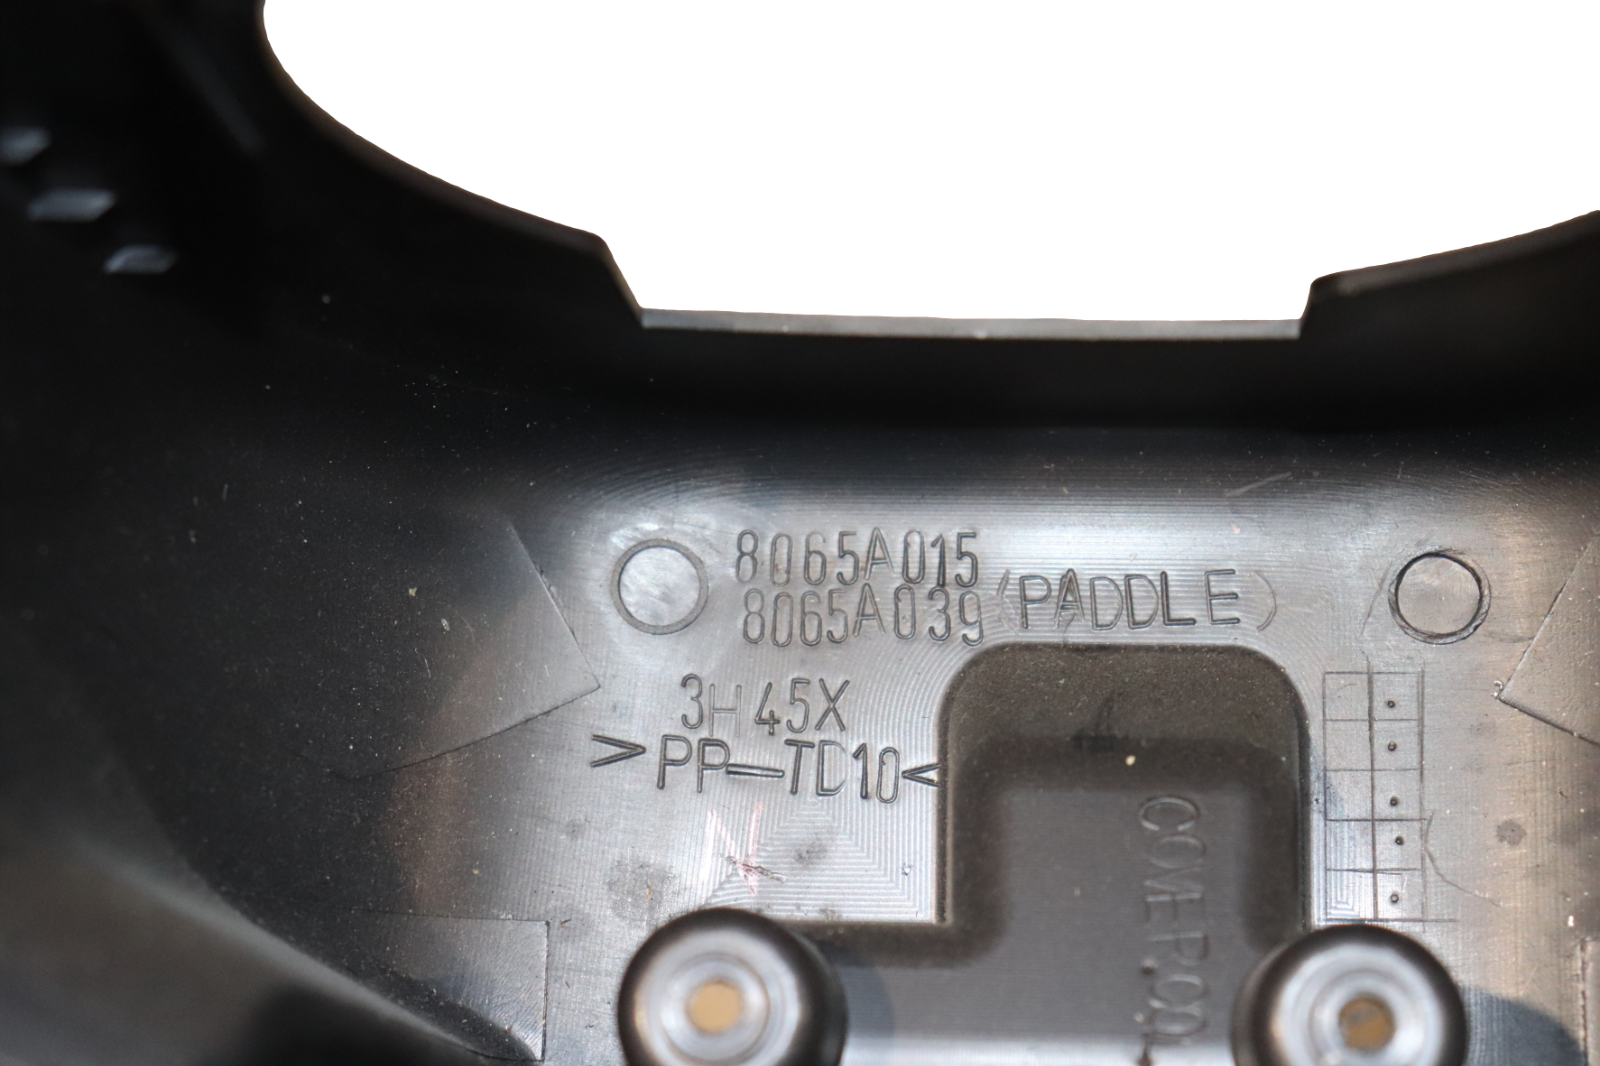 8065A015
8065A039 (PADDLE)
3H45X
>PP-TD10<
N